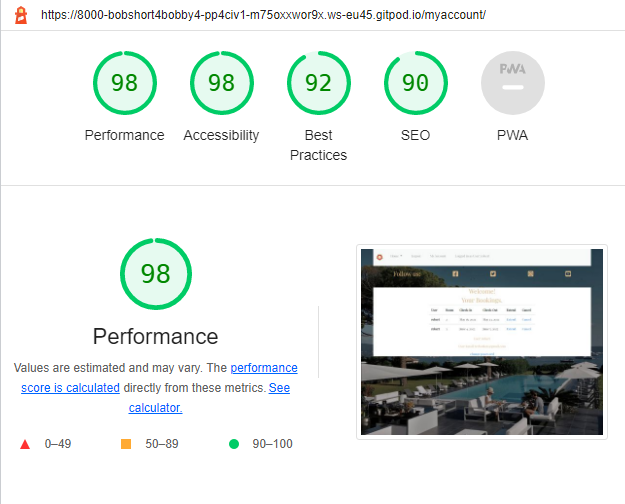 https://8000-bobshort4bobby4-pp4civ1-m75oxxwor9x.ws-eu45.gitpod.io/myaccount/
98
98
92
90
PWA
Performance
Accessibility
Best
Practices
SEO
PWA
98
Performance
Values are estimated and may vary. The performance
score is calculated directly from these metrics. See
calculator.
0–49
50–89
90–100
Follow us!
Welcome
Your Bookings.